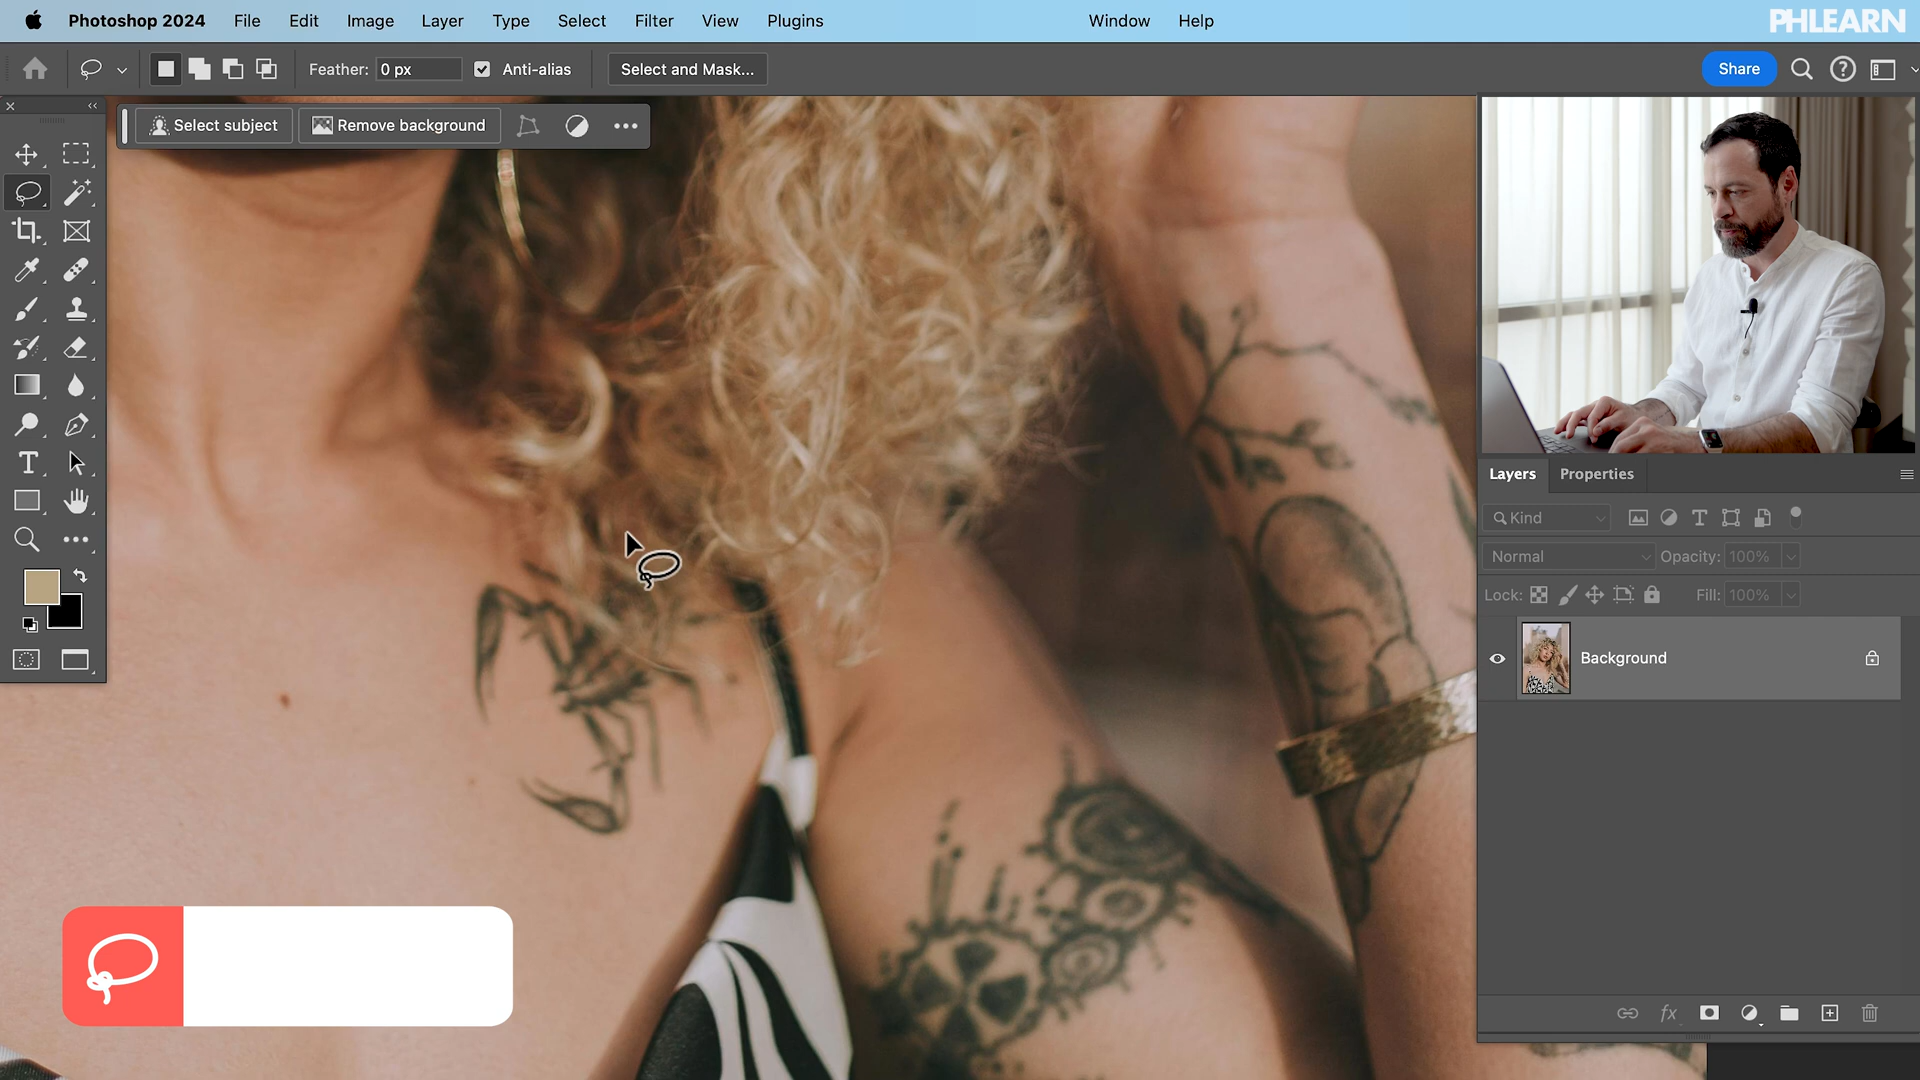 Photoshop 2024 File Edit Image Layer Type Select Filter View Plugins Window Help
PHLEARN
Feather: 0 px Anti-alias Select and Mask... Share
Select subject Remove background
Layers Properties
Kind
Normal Opacity: 100%
Lock: Fill: 100%
Background